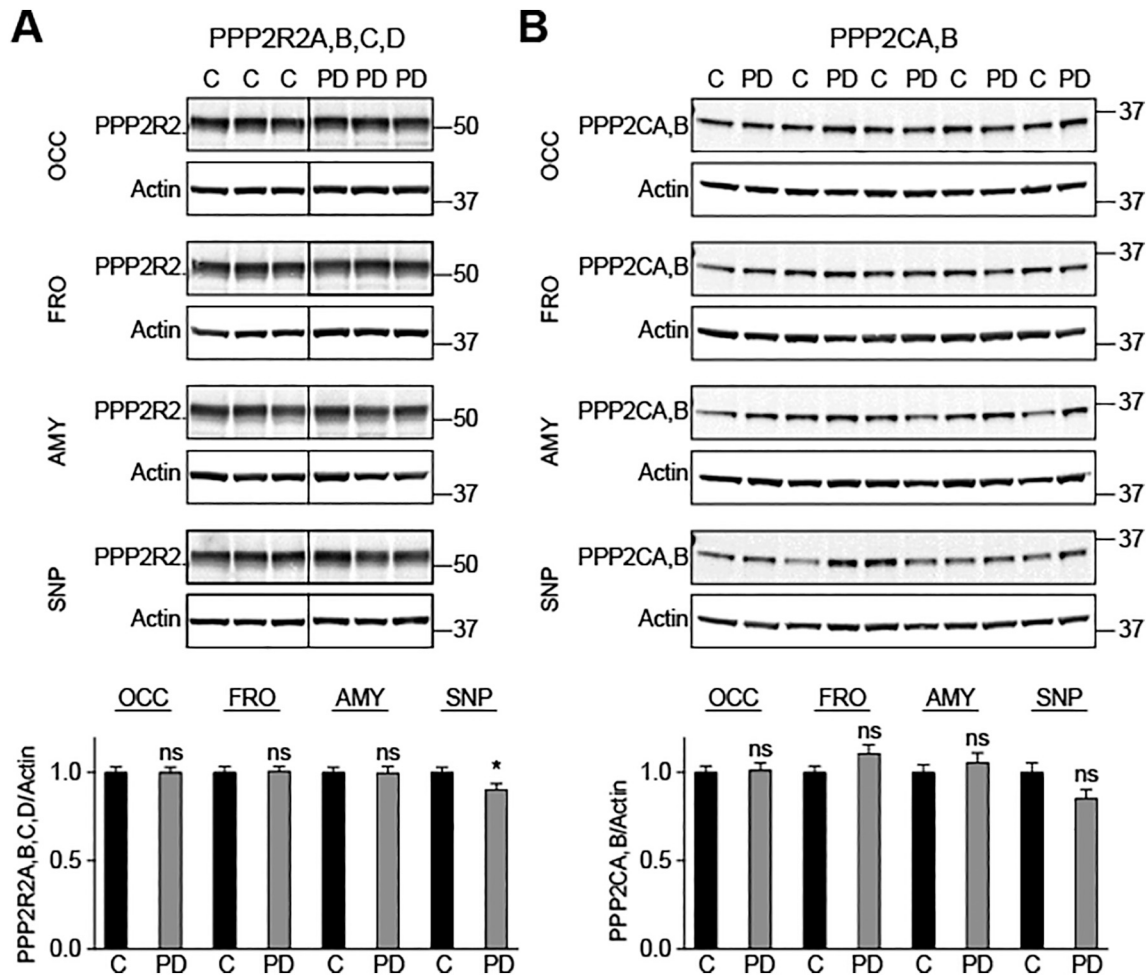 A
PPP2R2A,B,C,D
C C C PD PD PD
OCC
PPP2R2
50
Actin
37
FRO
PPP2R2
50
Actin
37
AMY
PPP2R2
50
Actin
37
SNP
PPP2R2
50
Actin
37
OCC FRO AMY SNP
PPP2R2A,B,C,D/Actin
1.0
0.5
0.0
ns ns ns *
C PD C PD C PD C PD
B
PPP2CA,B
C PD C PD C PD C PD C PD
OCC
PPP2CA,B
37
Actin
37
FRO
PPP2CA,B
37
Actin
37
AMY
PPP2CA,B
37
Actin
37
SNP
PPP2CA,B
37
Actin
37
OCC FRO AMY SNP
PPP2CA,B/Actin
1.0
0.5
0.0
ns ns ns ns
C PD C PD C PD C PD